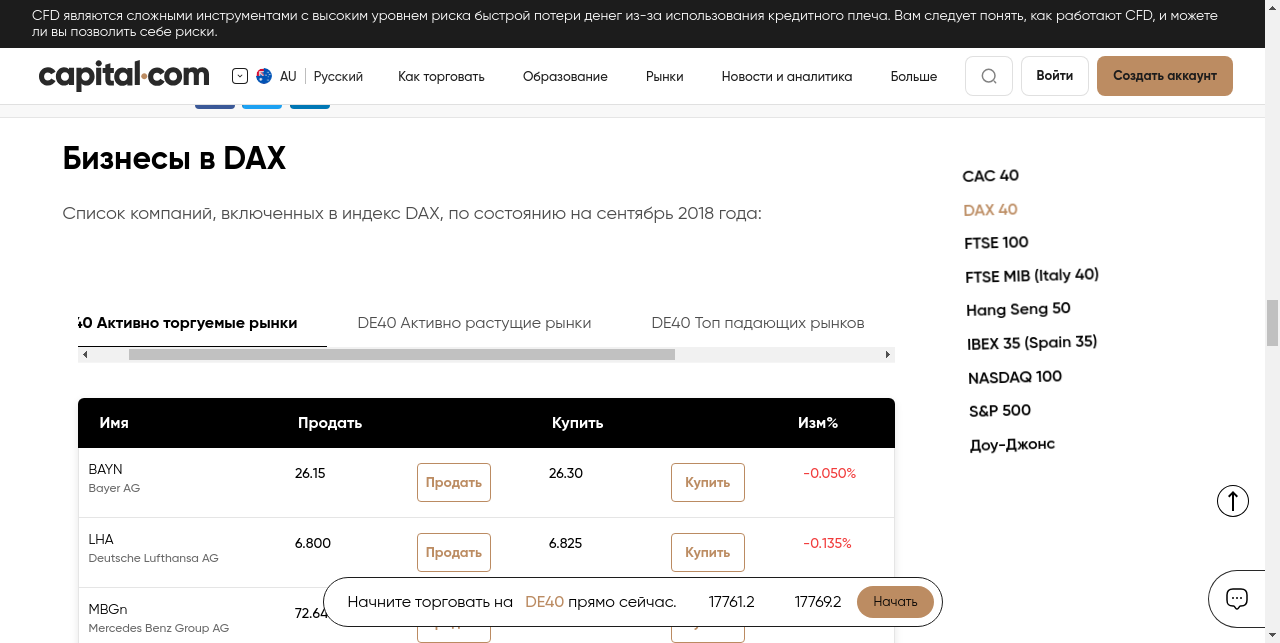 CFD являются сложными инструментами с высоким уровнем риска быстрой потери денег из-за использования кредитного плеча. Вам следует понять, как работают CFD, и можете
ли вы позволить себе риски.
capital.com AU Русский Как торговать Образование Рынки Новости и аналитика Больше Войти Создать аккаунт
Бизнесы в DAX
Список компаний, включенных в индекс DAX, по состоянию на сентябрь 2018 года:
CAC 40
DAX 40
FTSE 100
FTSE MIB (Italy 40)
Hang Seng 50
IBEX 35 (Spain 35)
NASDAQ 100
S&P 500
Доу-Джонс
40 Активно торгуемые рынки DE40 Активно растущие рынки DE40 Топ падающих рынков
Имя Продать Купить Изм%
BAYN 26.15 Продать 26.30 Купить -0.050%
Bayer AG
LHA 6.800 Продать 6.825 Купить -0.135%
Deutsche Lufthansa AG
MBGn 72.64
Mercedes Benz Group AG
Начните торговать на DE40 прямо сейчас. 17761.2 17769.2 Начать